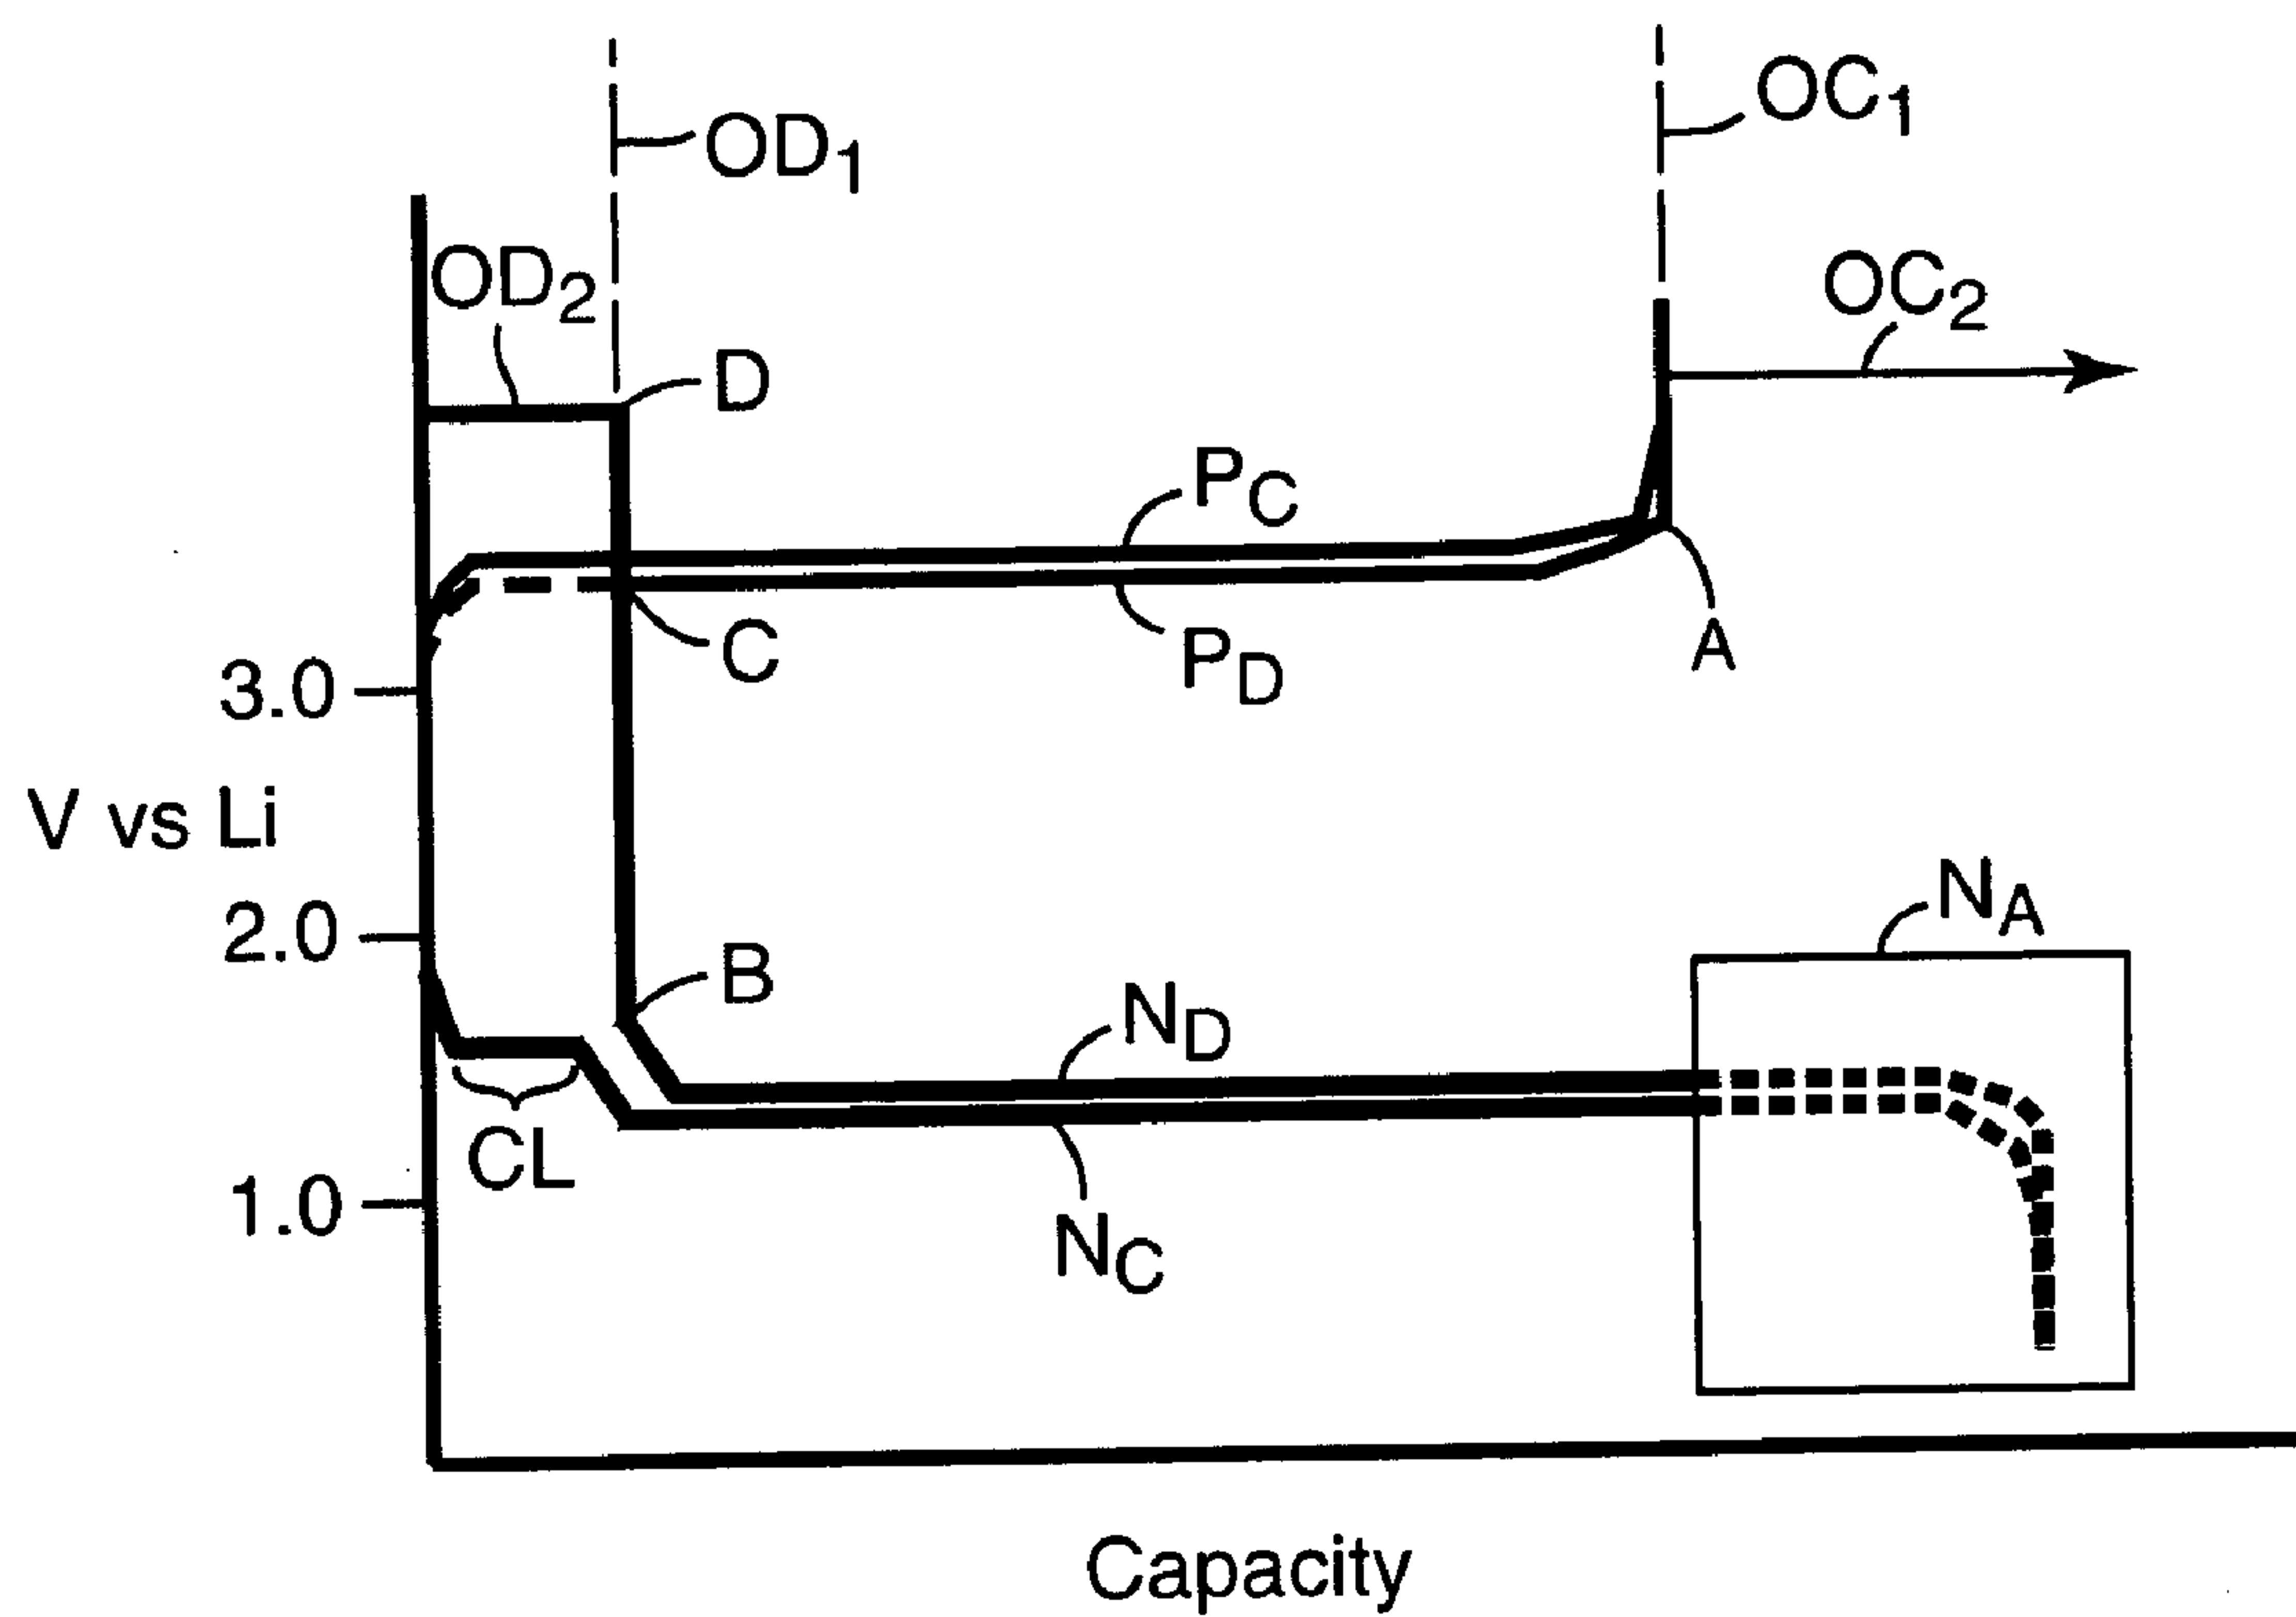 OC1
OD1
OD2
OC2
D
PC
C
PD
A
3.0
V vs Li
2.0
NA
B
ND
CL
1.0
NC
Capacity